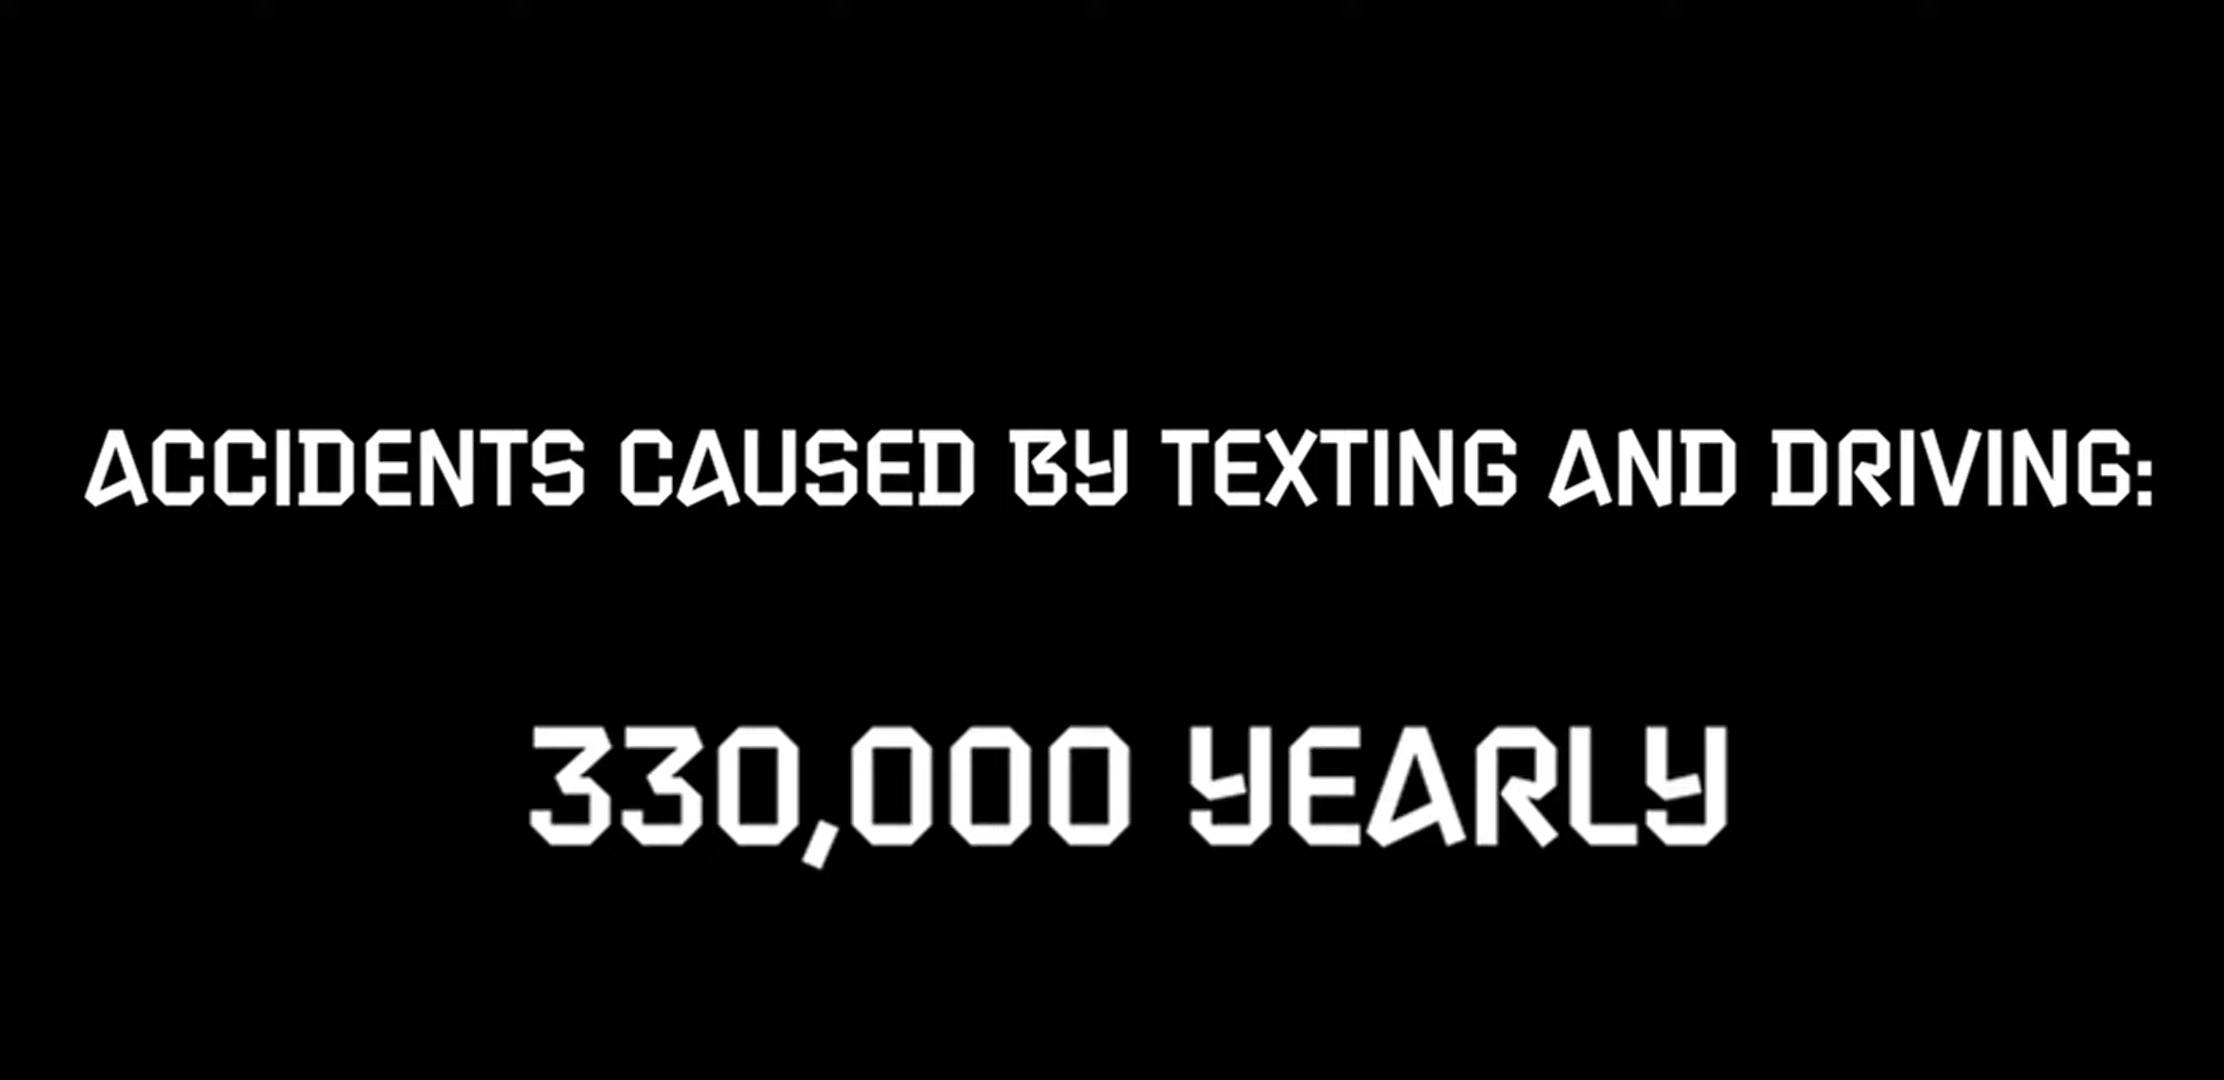 ACCIDENTS CAUSED BY TEXTING AND DRIVING:
330,000 YEARLY